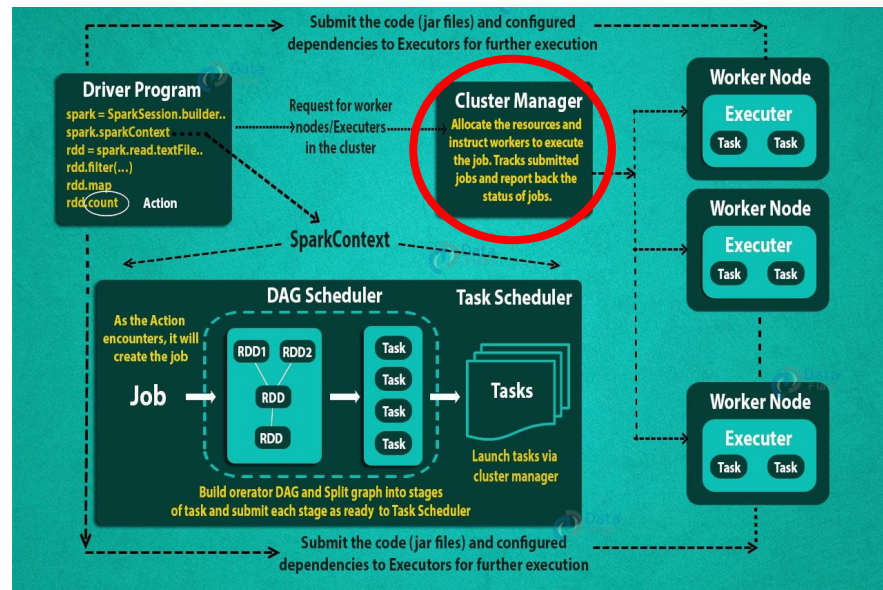 Submit the code (jar files) and configured
dependencies to Executors for further execution
Driver Program
spark = SparkSession.builder..
spark.sparkContext
rdd = spark.read.textFile..
rdd.filter(...)
rdd.map
rdd.count Action
Request for worker
nodes/Executers
in the cluster
Cluster Manager
Allocate the resources and
instruct workers to execute
the job. Tracks submitted
jobs and report back the
status of jobs.
Worker Node
Executer
Task Task
Worker Node
Executer
Task Task
Worker Node
Executer
Task Task
SparkContext
DAG Scheduler
Task Scheduler
As the Action
encounters, it will
create the job
Job
RDD1 RDD2
RDD
RDD
Task
Task
Task
Task
Tasks
Launch tasks via
cluster manager
Build orerator DAG and Split graph into stages
of task and submit each stage as ready to Task Scheduler
Submit the code (jar files) and configured
dependencies to Executors for further execution